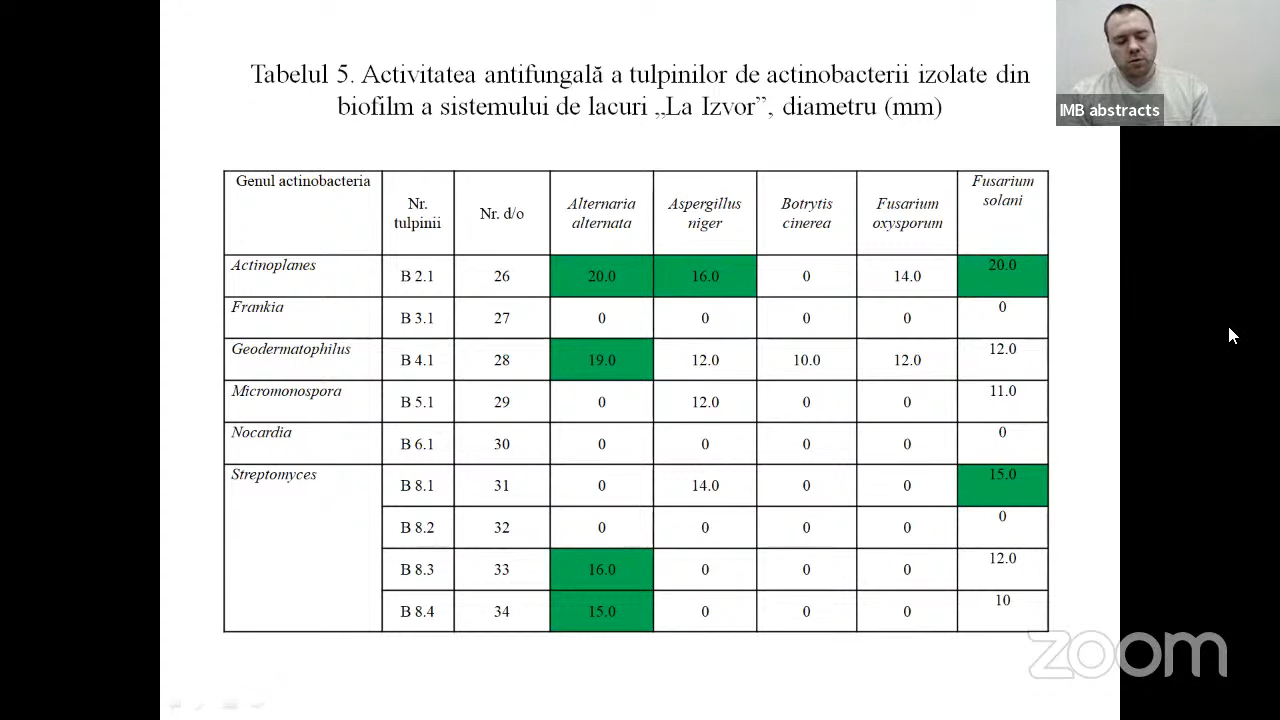 Tabelul 5. Activitatea antifungală a tulpinilor de actinobacterii izolate din
biofilm a sistemului de lacuri „La Izvor”, diametru (mm)
IMB abstracts
Genul actinobacteria Nr. tulpinii Nr. d/o Alternaria alternata Aspergillus niger Botrytis cinerea Fusarium oxysporum Fusarium solani
Actinoplanes B 2.1 26 20.0 16.0 0 14.0 20.0
Frankia B 3.1 27 0 0 0 0 0
Geodermatophilus B 4.1 28 19.0 12.0 10.0 12.0 12.0
Micromonospora B 5.1 29 0 12.0 0 0 11.0
Nocardia B 6.1 30 0 0 0 0 0
Streptomyces B 8.1 31 0 14.0 0 0 15.0
B 8.2 32 0 0 0 0 0
B 8.3 33 16.0 0 0 0 12.0
B 8.4 34 15.0 0 0 0 10
zoom